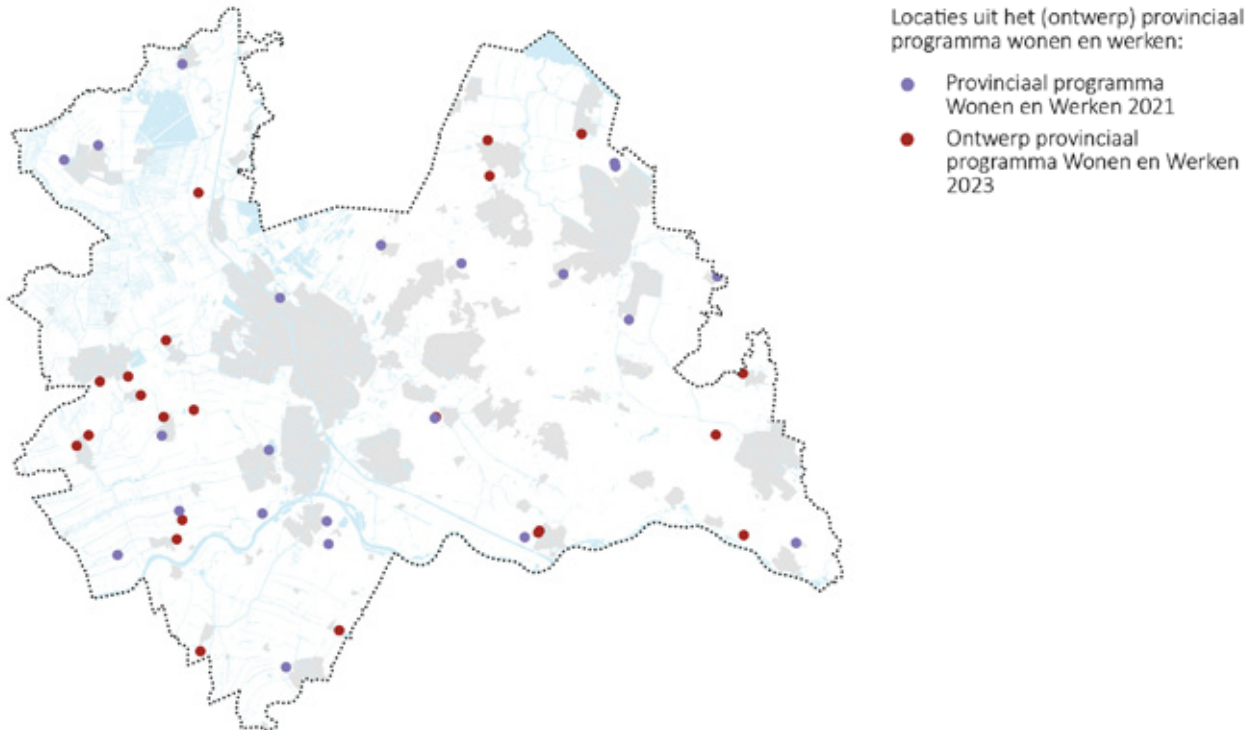 Locaties uit het (ontwerp) provinciaal
programma wonen en werken:
Provinciaal programma
Wonen en Werken 2021
Ontwerp provinciaal
programma Wonen en Werken
2023